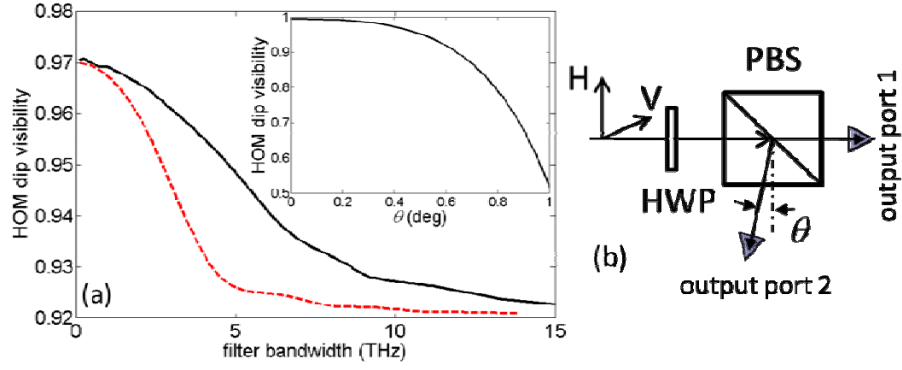 0.98
0.97
0.96
0.95
0.94
0.93
0.92
HOM dip visibility
0
5
10
15
filter bandwidth (THz)
(a)
1
0.9
0.8
0.7
0.6
0.5
HOM dip visibility
0
0.2
0.4
0.6
0.8
1
θ (deg)
H
V
HWP
PBS
output port 1
θ
(b)
output port 2